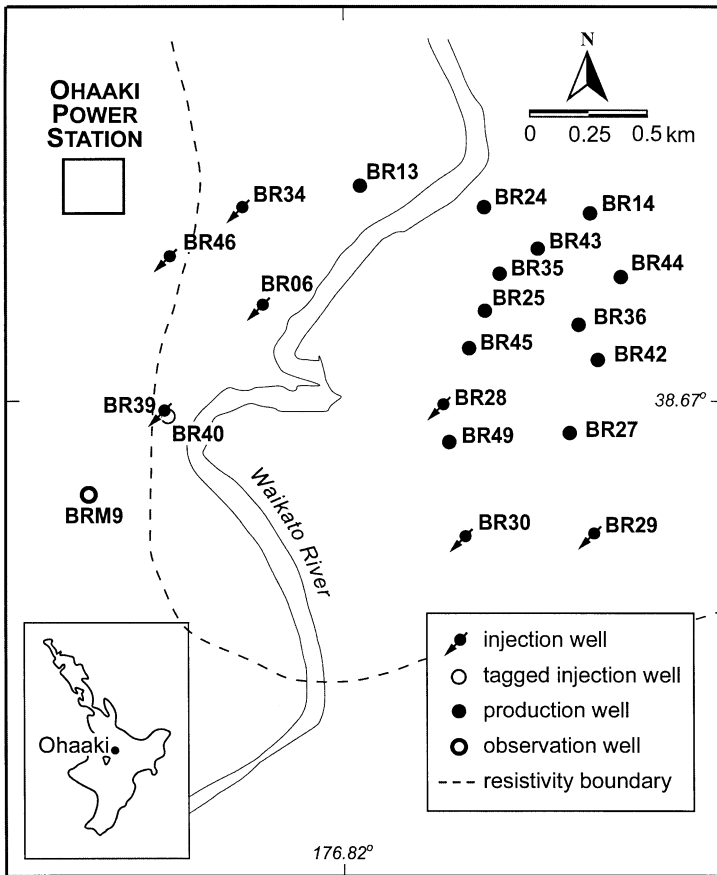 OHAAKI
POWER
STATION
N
0 0.25 0.5 km
BR13
BR34
BR24
BR14
BR46
BR43
BR35
BR44
BR06
BR25
BR36
BR45
BR42
BR39
BR28
38.67°
BR40
BR49
BR27
BRM9
Waikato River
BR30
BR29
injection well
tagged injection well
production well
observation well
resistivity boundary
Ohaaki
176.82°